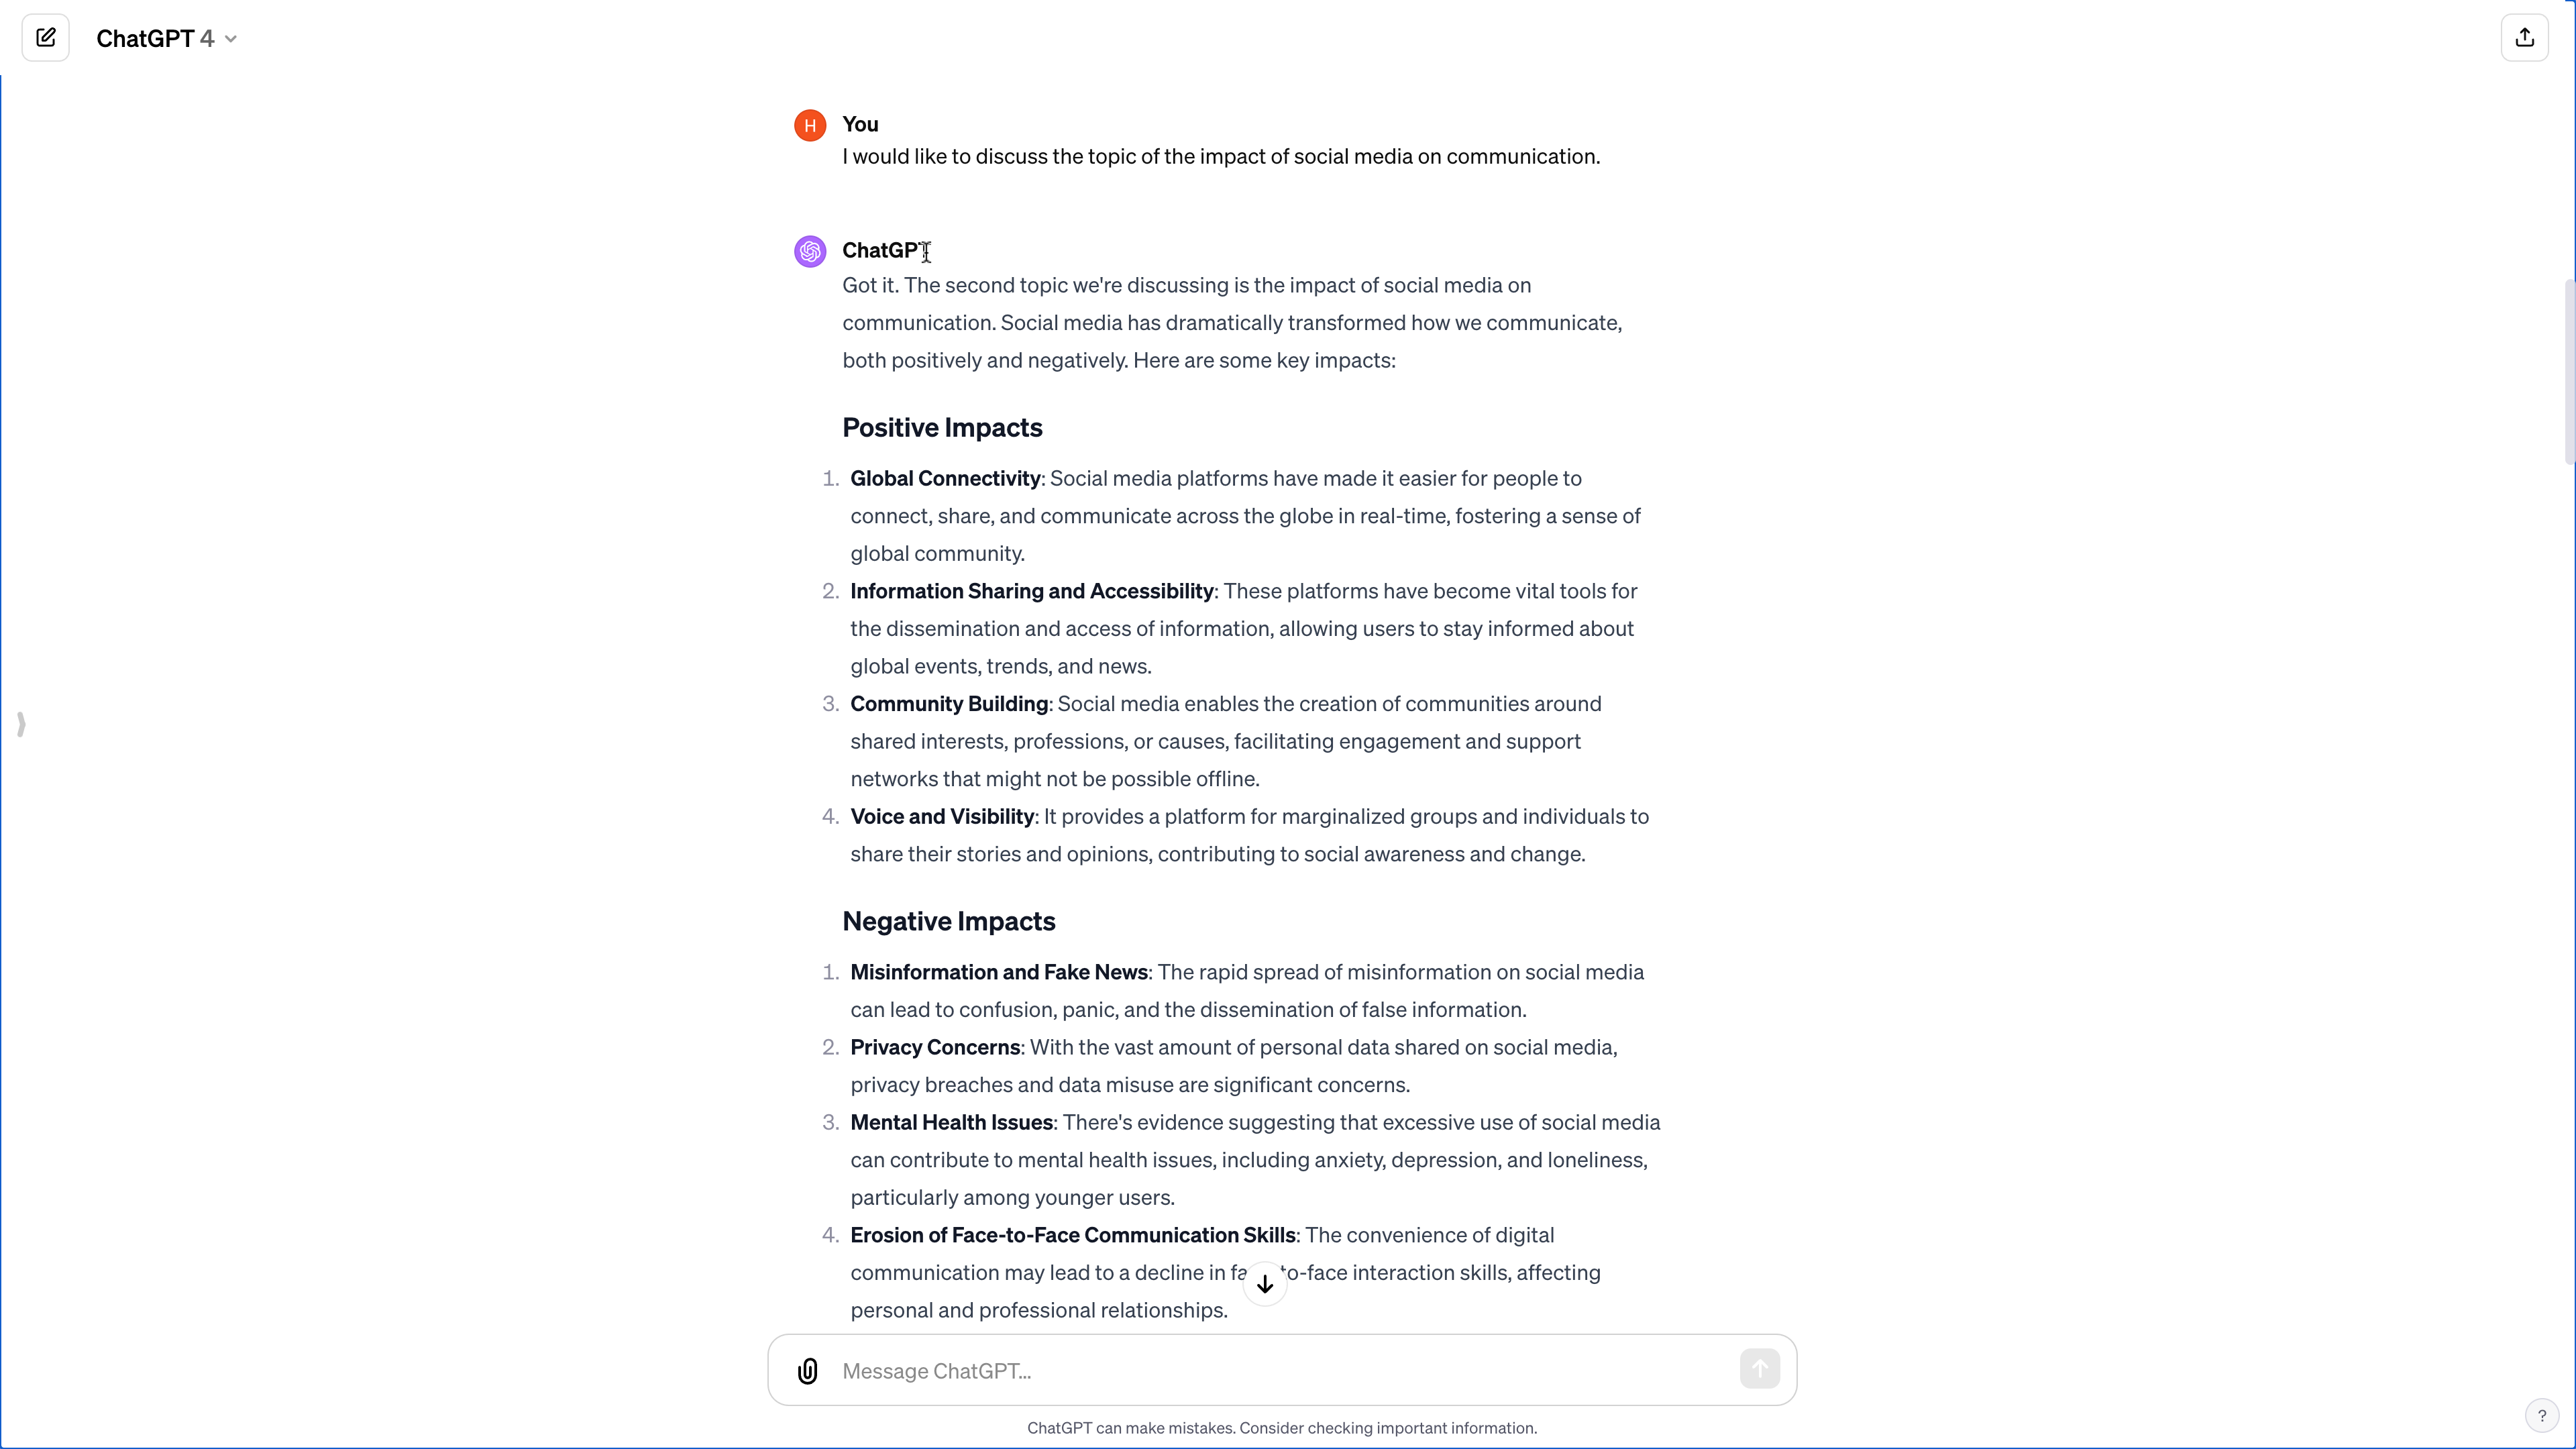 ChatGPT 4
H
You
I would like to discuss the topic of the impact of social media on communication.
ChatGPT
Got it. The second topic we're discussing is the impact of social media on
communication. Social media has dramatically transformed how we communicate,
both positively and negatively. Here are some key impacts:
Positive Impacts
1. Global Connectivity: Social media platforms have made it easier for people to
connect, share, and communicate across the globe in real-time, fostering a sense of
global community.
2. Information Sharing and Accessibility: These platforms have become vital tools for
the dissemination and access of information, allowing users to stay informed about
global events, trends, and news.
3. Community Building: Social media enables the creation of communities around
shared interests, professions, or causes, facilitating engagement and support
networks that might not be possible offline.
4. Voice and Visibility: It provides a platform for marginalized groups and individuals to
share their stories and opinions, contributing to social awareness and change.
Negative Impacts
1. Misinformation and Fake News: The rapid spread of misinformation on social media
can lead to confusion, panic, and the dissemination of false information.
2. Privacy Concerns: With the vast amount of personal data shared on social media,
privacy breaches and data misuse are significant concerns.
3. Mental Health Issues: There's evidence suggesting that excessive use of social media
can contribute to mental health issues, including anxiety, depression, and loneliness,
particularly among younger users.
4. Erosion of Face-to-Face Communication Skills: The convenience of digital
communication may lead to a decline in face-to-face interaction skills, affecting
personal and professional relationships.
Message ChatGPT...
ChatGPT can make mistakes. Consider checking important information.
?